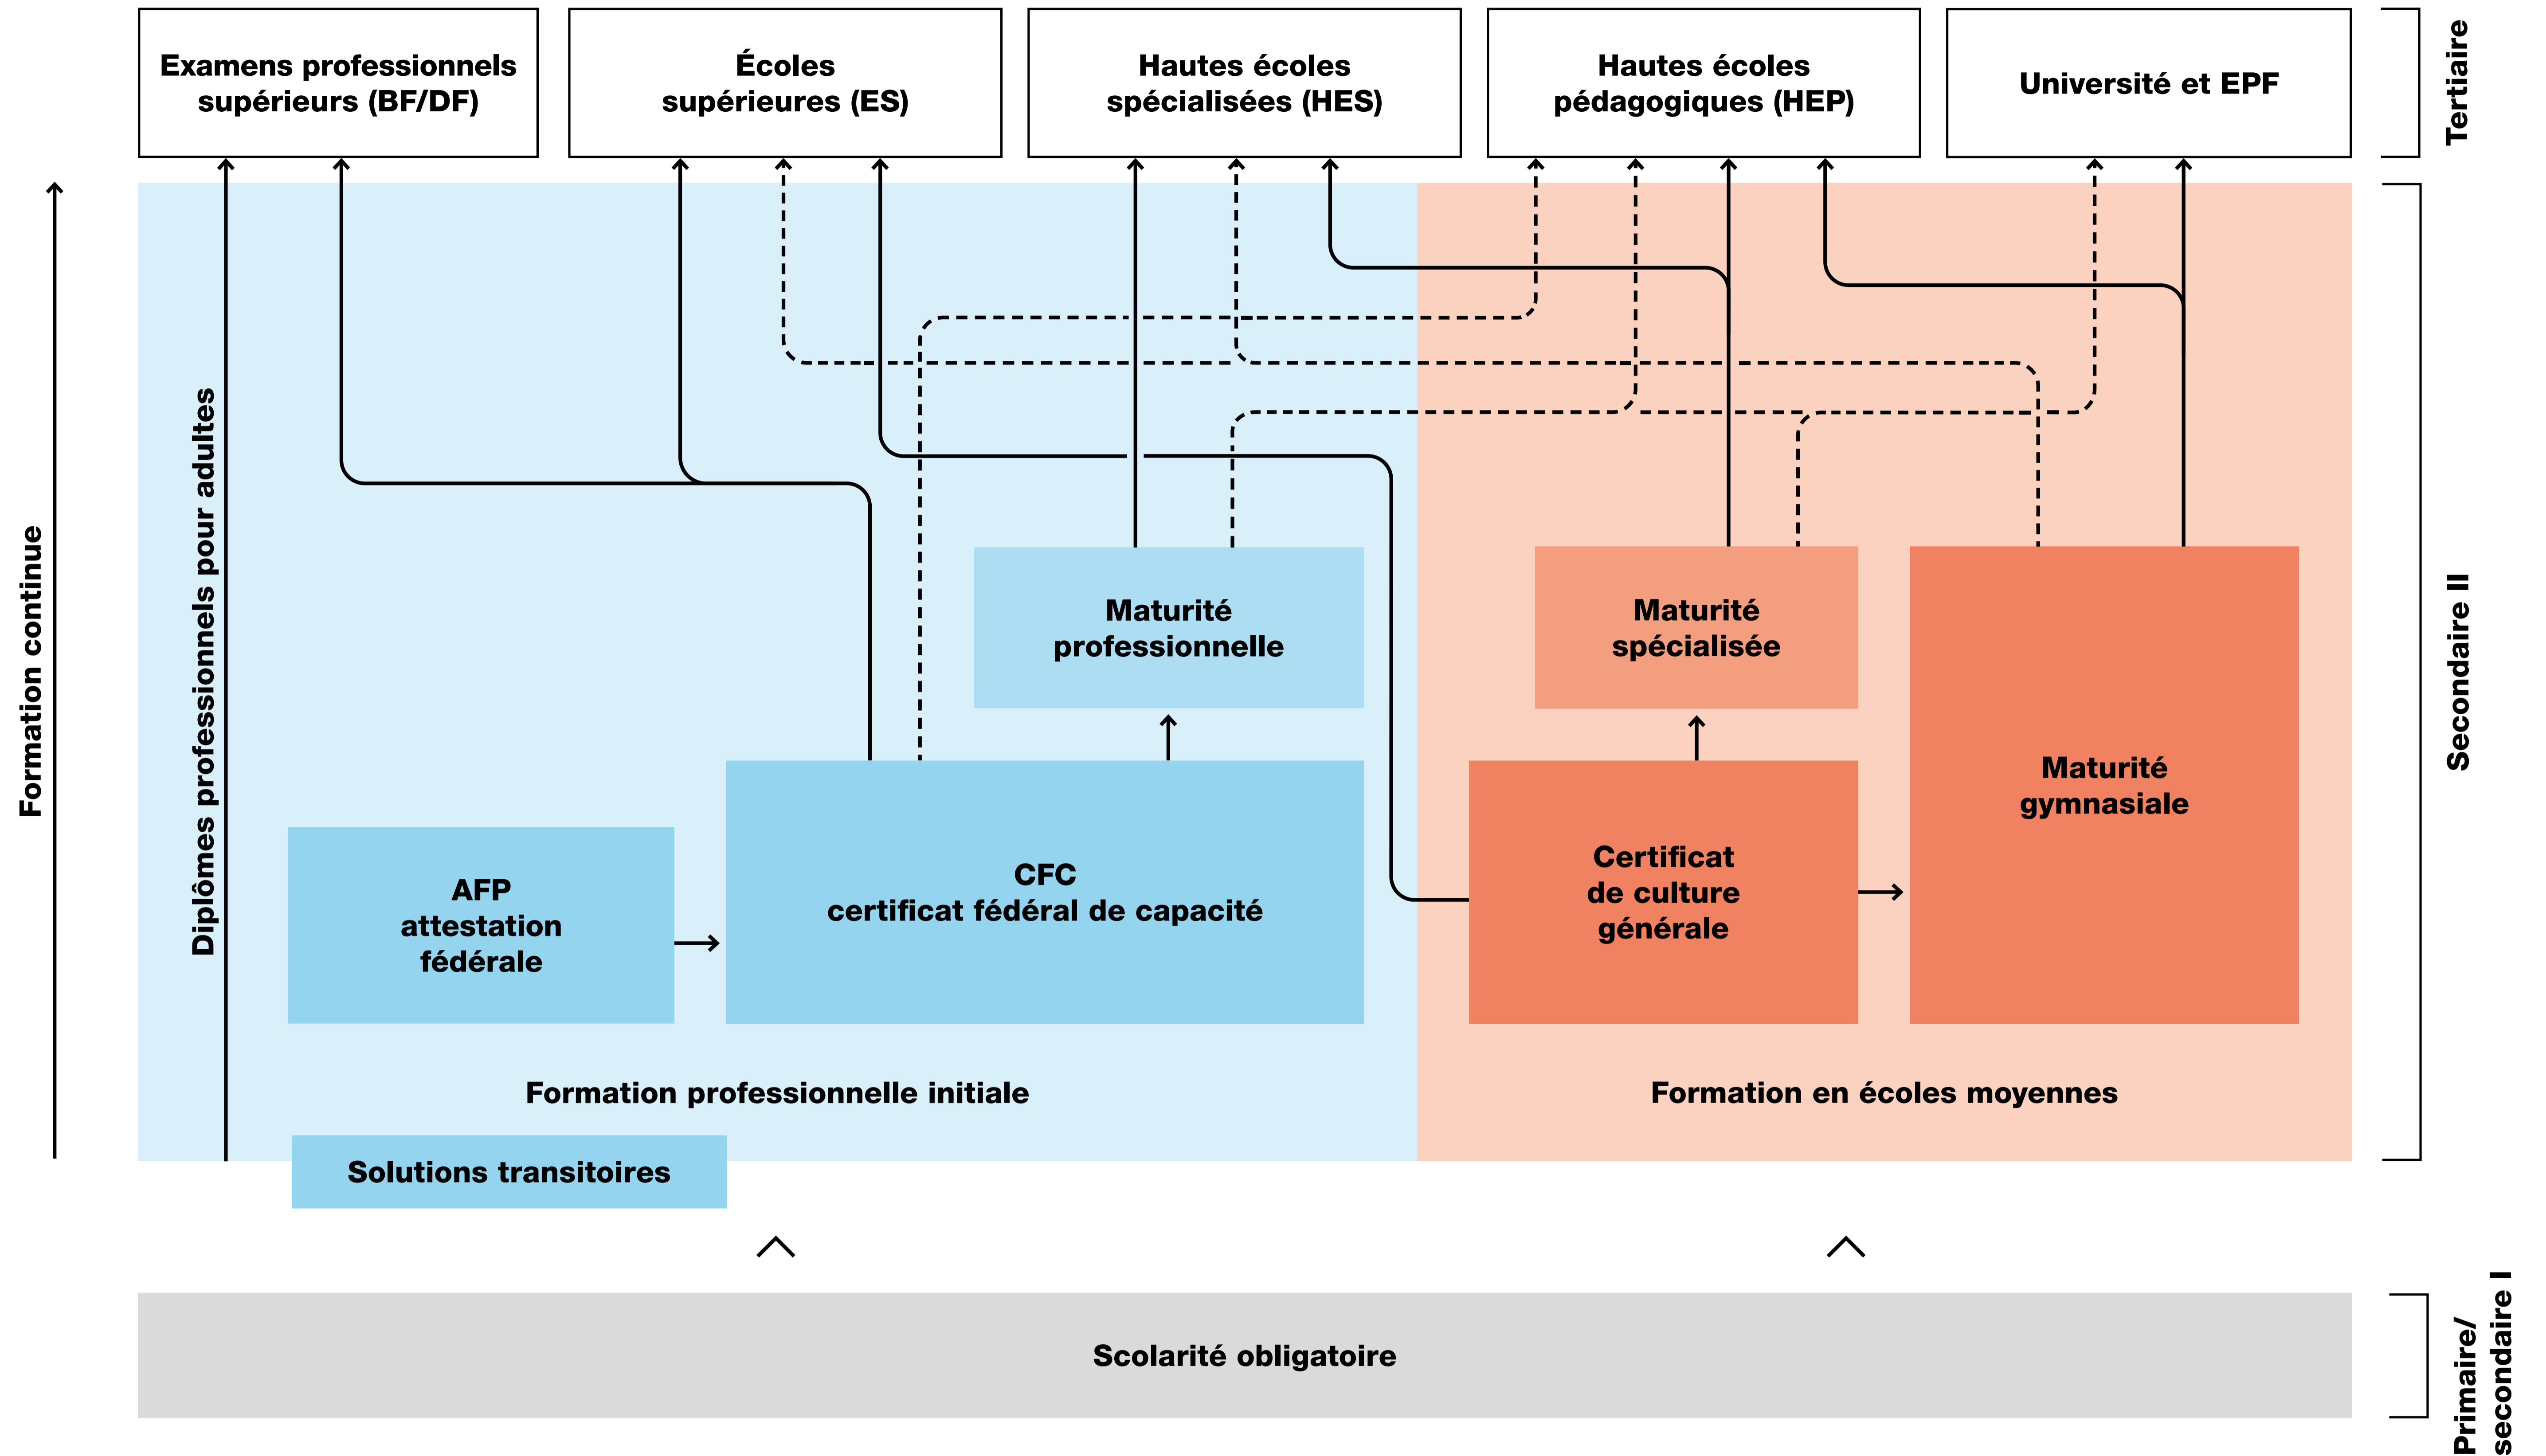 Examens professionnels
supérieurs (BF/DF)
Écoles
supérieures (ES)
Hautes écoles
spécialisées (HES)
Hautes écoles
pédagogiques (HEP)
Université et EPF
Tertiaire
Formation continue
Diplômes professionnels pour adultes
Maturité
professionnelle
Maturité
spécialisée
Maturité
gymnasiale
Secondaire II
AFP
attestation
fédérale
CFC
certificat fédéral de capacité
Certificat
de culture
générale
Formation professionnelle initiale
Formation en écoles moyennes
Solutions transitoires
Scolarité obligatoire
Primaire/
secondaire I